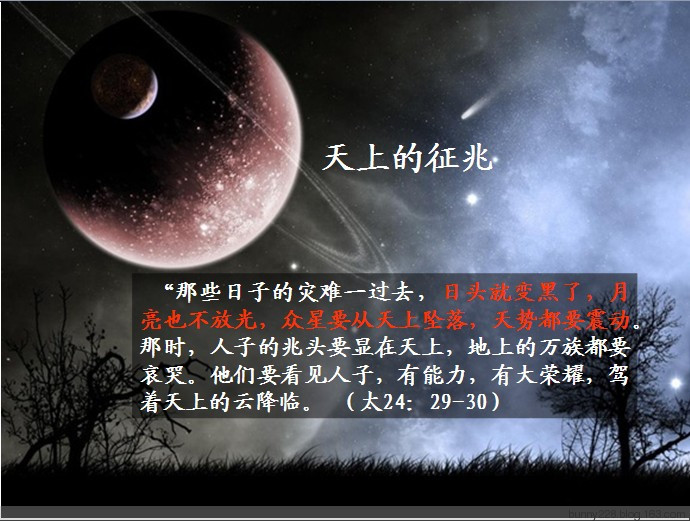 天上的征兆
“那些日子的灾难一过去，日头就变黑了，月
亮也不放光，众星要从天上坠落，天势都要震动。
那时，人子的兆头要显在天上，地上的万族都要
哀哭。他们要看见人子，有能力，有大荣耀，驾
着天上的云降临。（太24：29-30）
bunny228.blog.163.com